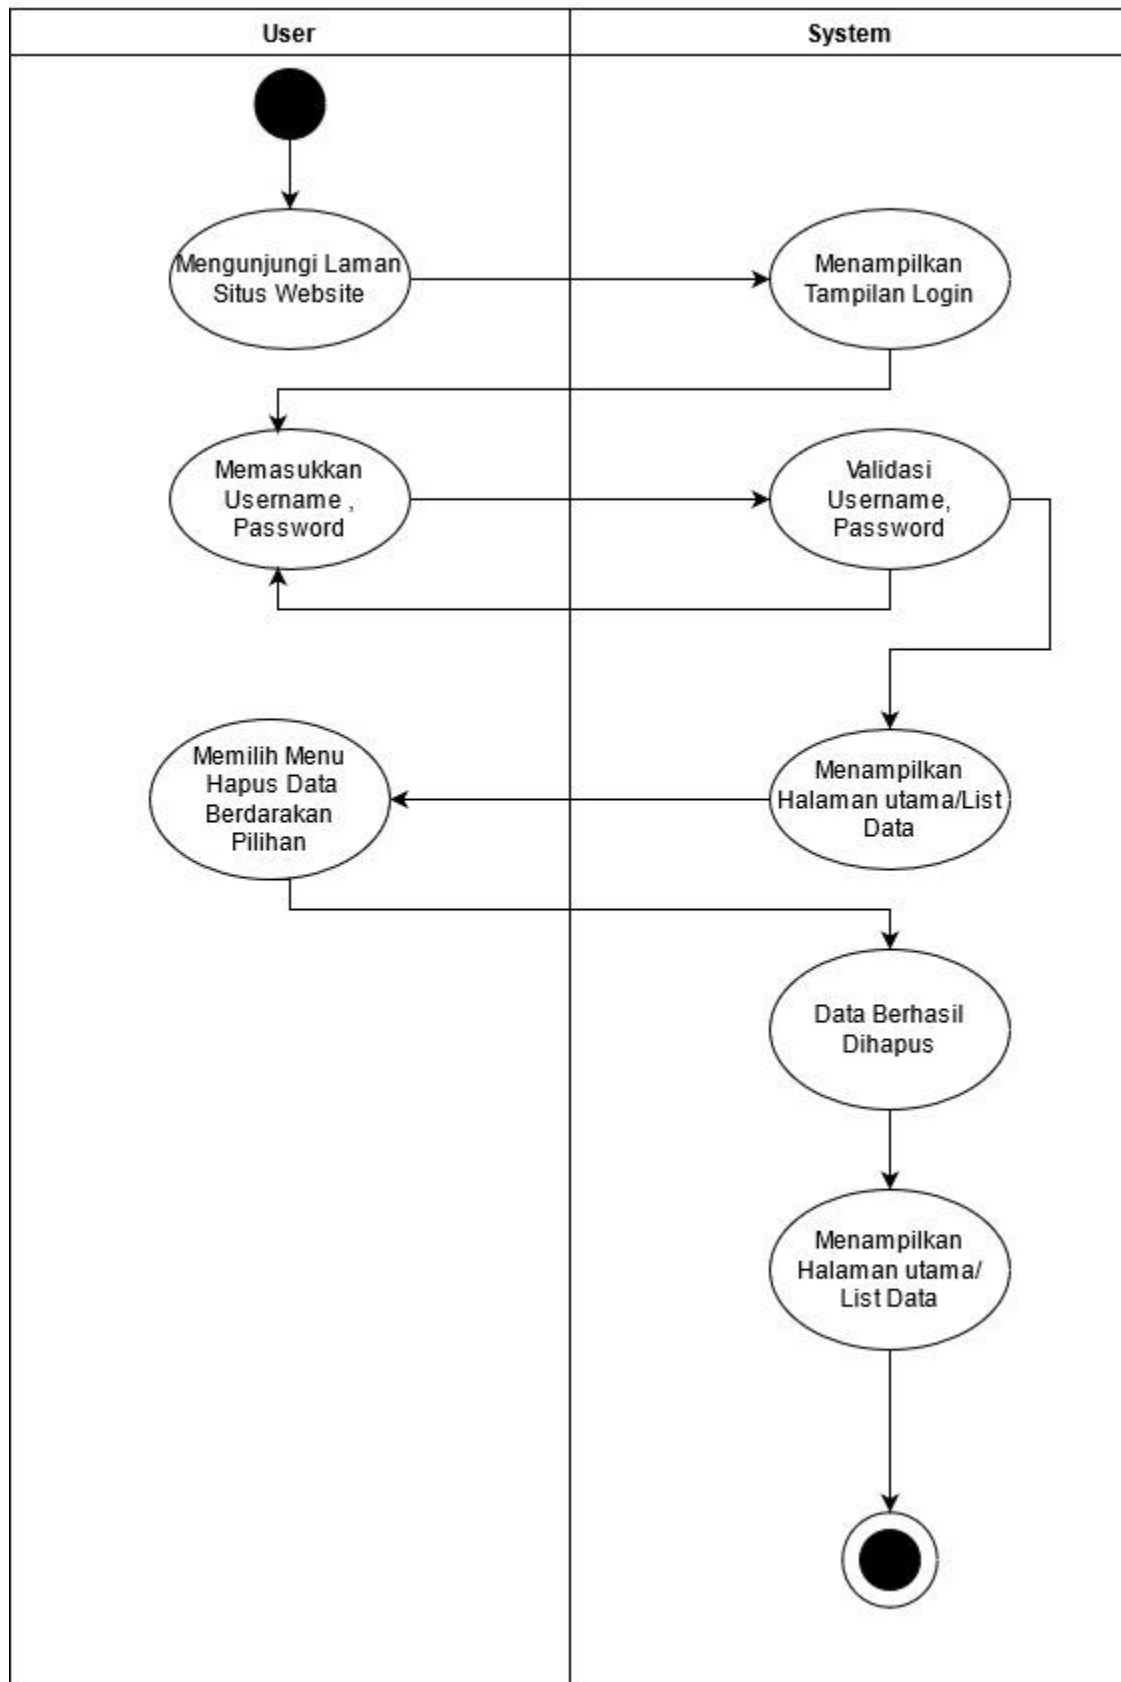 User
System
Mengunjungi Laman
Situs Website
Menampilkan
Tampilan Login
Memasukkan
Username ,
Password
Validasi
Username,
Password
Memilih Menu
Hapus Data
Berdarakan
Pilihan
Menampilkan
Halaman utama/List
Data
Data Berhasil
Dihapus
Menampilkan
Halaman utama/
List Data